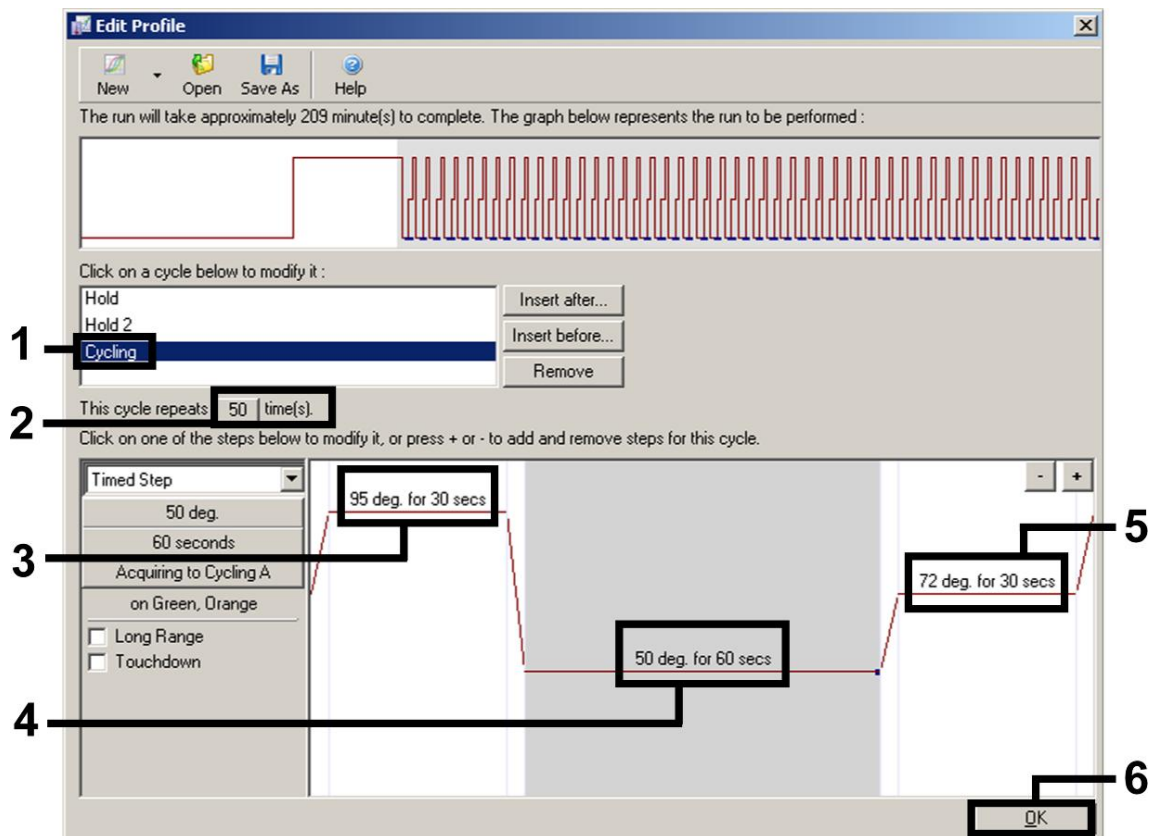 Edit Profile
New Open Save As Help
The run will take approximately 209 minute(s) to complete. The graph below represents the run to be performed :
Click on a cycle below to modify it :
Hold
Insert after...
Hold 2
Insert before...
1
Cycling
Remove
2
This cycle repeats 50 time(s).
Click on one of the steps below to modify it, or press + or - to add and remove steps for this cycle.
Timed Step
- +
95 deg. for 30 secs
50 deg.
5
60 seconds
3
Acquiring to Cycling A
72 deg. for 30 secs
on Green, Orange
Long Range
Touchdown
50 deg. for 60 secs
4
6
OK